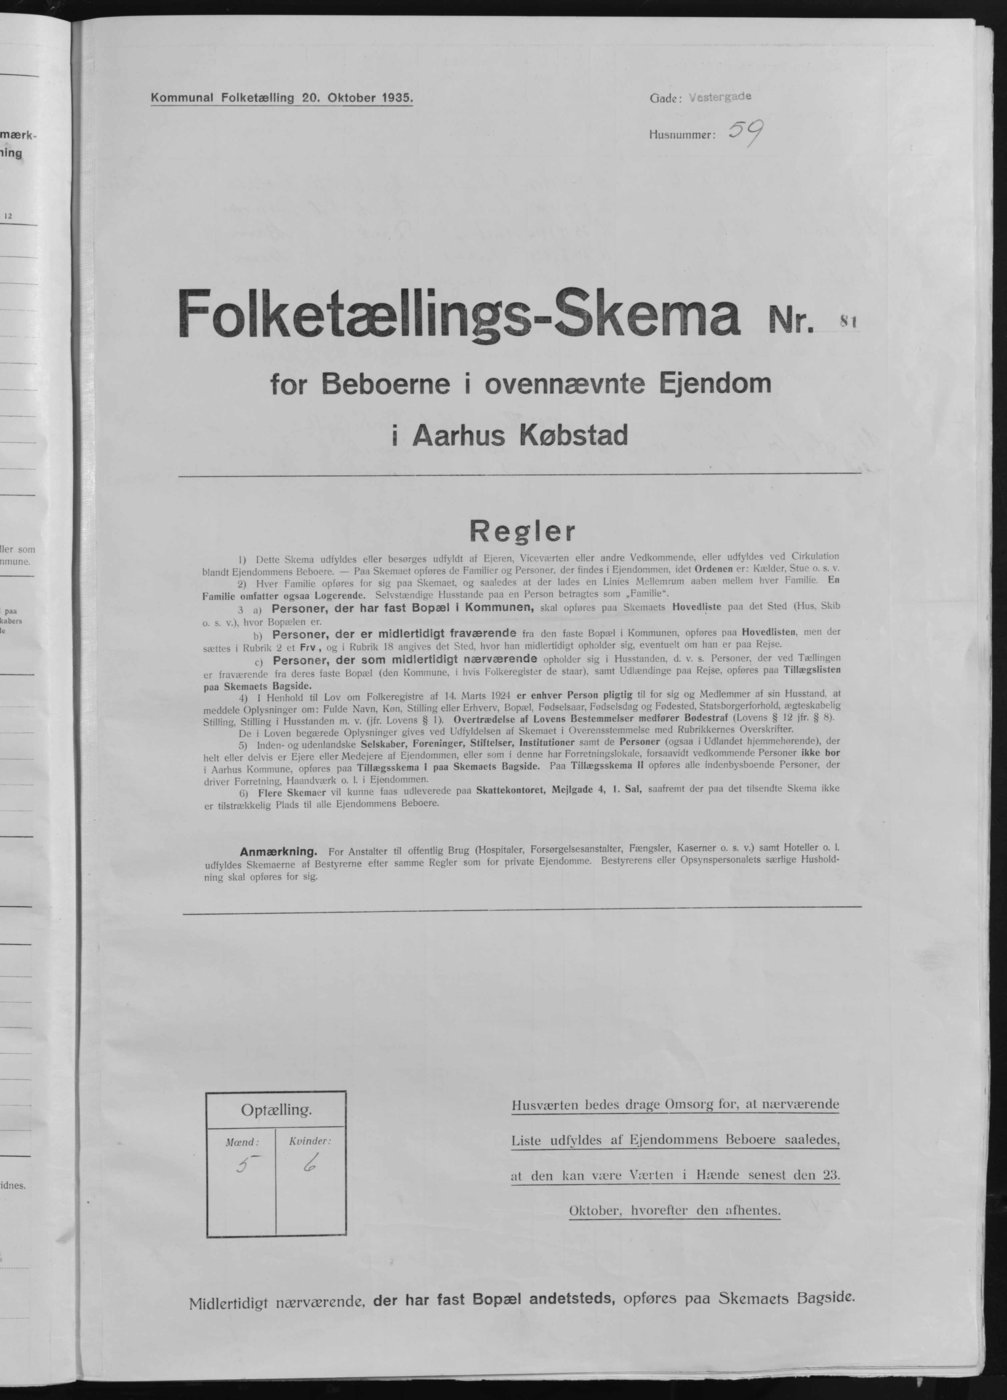 mærk-
ning
12
ller som
mmune.
paa
kabers
le
idnes.
Kommunal Folketælling 20. Oktober 1935.
Gade: Vestergade
Husnummer: 59
Folketællings-Skema Nr. 81
for Beboerne i ovennævnte Ejendom
i Aarhus Købstad
Regler
1) Dette Skema udfyldes eller besørges udfyldt af Ejeren, Viceværten eller andre Vedkommende, eller udfyldes ved Cirkulation
blandt Ejendommens Beboere. — Paa Skemaet opføres de Familier og Personer, der findes i Ejendommen, idet Ordenen er: Kælder, Stue o. s. v.
2) Hver Familie opføres for sig paa Skemaet, og saaledes at der lades en Linies Mellemrum aaben mellem hver Familie. En
Familie omfatter ogsaa Logerende. Selvstændige Husstande paa en Person betragtes som „Familie".
3 a) Personer, der har fast Bopæl i Kommunen, skal opføres paa Skemaets Hovedliste paa det Sted (Hus, Skib
o. s. v.), hvor Bopælen er.
b) Personer, der er midlertidigt fraværende fra den faste Bopæl i Kommunen, opføres paa Hovedlisten, men der
sættes i Rubrik 2 et Frv., og i Rubrik 18 angives det Sted, hvor han midlertidigt opholder sig, eventuelt om han er paa Rejse.
c) Personer, der som midlertidigt nærværende opholder sig i Husstanden, d. v. s. Personer, der ved Tællingen
er fraværende fra deres faste Bopæl (den Kommune, i hvis Folkeregister de staar), samt Udlændinge paa Rejse, opføres paa Tillægslisten
paa Skemaets Bagside.
4) I Henhold til Lov om Folkeregistre af 14. Marts 1924 er enhver Person pligtig til for sig og Medlemmer af sin Husstand, at
meddele Oplysninger om: Fulde Navn, Køn, Stilling eller Erhverv, Bopæl, Fødselsaar, Fødselsdag og Fødested, Statsborgerforhold, ægteskabelig
Stilling, Stilling i Husstanden m. v. (jfr. Lovens § 1). Overtrædelse af Lovens Bestemmelser medfører Bødestraf (Lovens § 12 jfr. § 8).
De i Loven begærede Oplysninger gives ved Udfyldelsen af Skemaet i Overensstemmelse med Rubrikkernes Overskrifter.
5) Inden- og udenlandske Selskaber, Foreninger, Stiftelser, Institutioner samt de Personer (ogsaa i Udlandet hjemmehørende), der
helt eller delvis er Ejere eller Medejere af Ejendommen, eller som i denne har Forretningslokale, forsaavidt vedkommende Personer ikke bor
i Aarhus Kommune, opføres paa Tillægsskema I paa Skemaets Bagside. Paa Tillægsskema II opføres alle indenbysboende Personer, der
driver Forretning, Haandværk o. l. i Ejendommen.
6) Flere Skemaer vil kunne faas udleverede paa Skattekontoret, Mejlgade 4, 1. Sal, saafremt der paa det tilsendte Skema ikke
er tilstrækkelig Plads til alle Ejendommens Beboere.
Anmærkning. For Anstalter til offentlig Brug (Hospitaler, Forsørgelsesanstalter, Fængsler, Kaserner o. s. v.) samt Hoteller o. l.
udfyldes Skemaerne af Bestyrerne efter samme Regler som for private Ejendomme. Bestyrerens eller Opsynspersonalets særlige Hushold-
ning skal opføres for sig.
Optælling.
Mænd: Kvinder:
5 6
Husværten bedes drage Omsorg for, at nærværende
Liste udfyldes af Ejendommens Beboere saaledes,
at den kan være Værten i Hænde senest den 23.
Oktober, hvorefter den afhentes.
Midlertidigt nærværende, der har fast Bopæl andetsteds, opføres paa Skemaets Bagside.